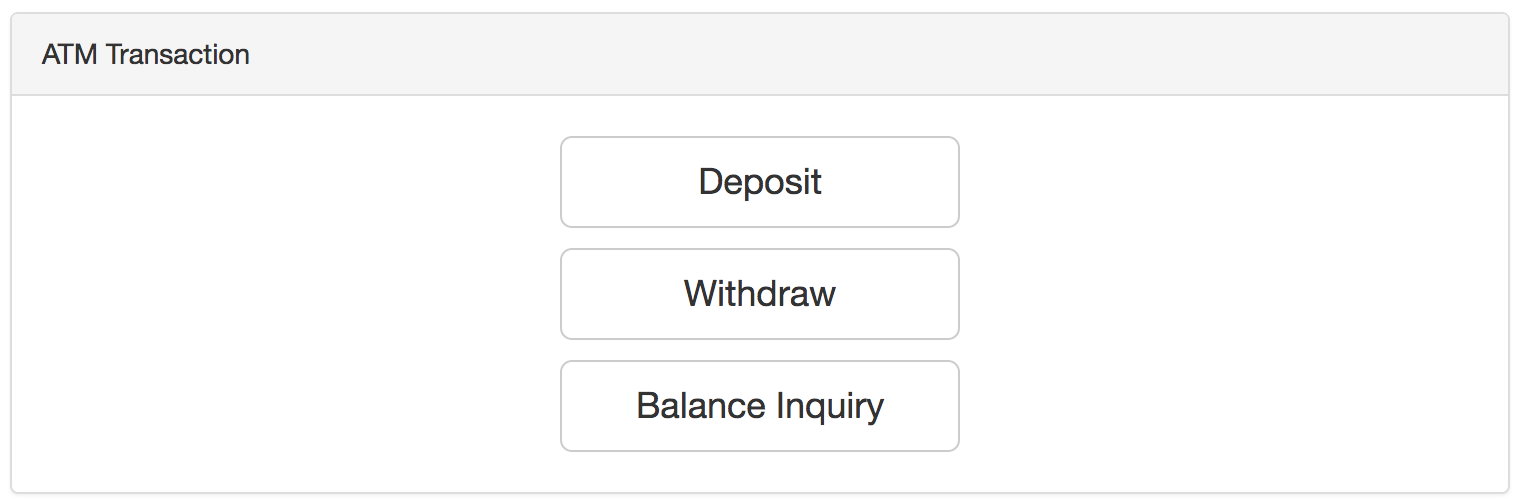 ATM Transaction
Deposit
Withdraw
Balance Inquiry